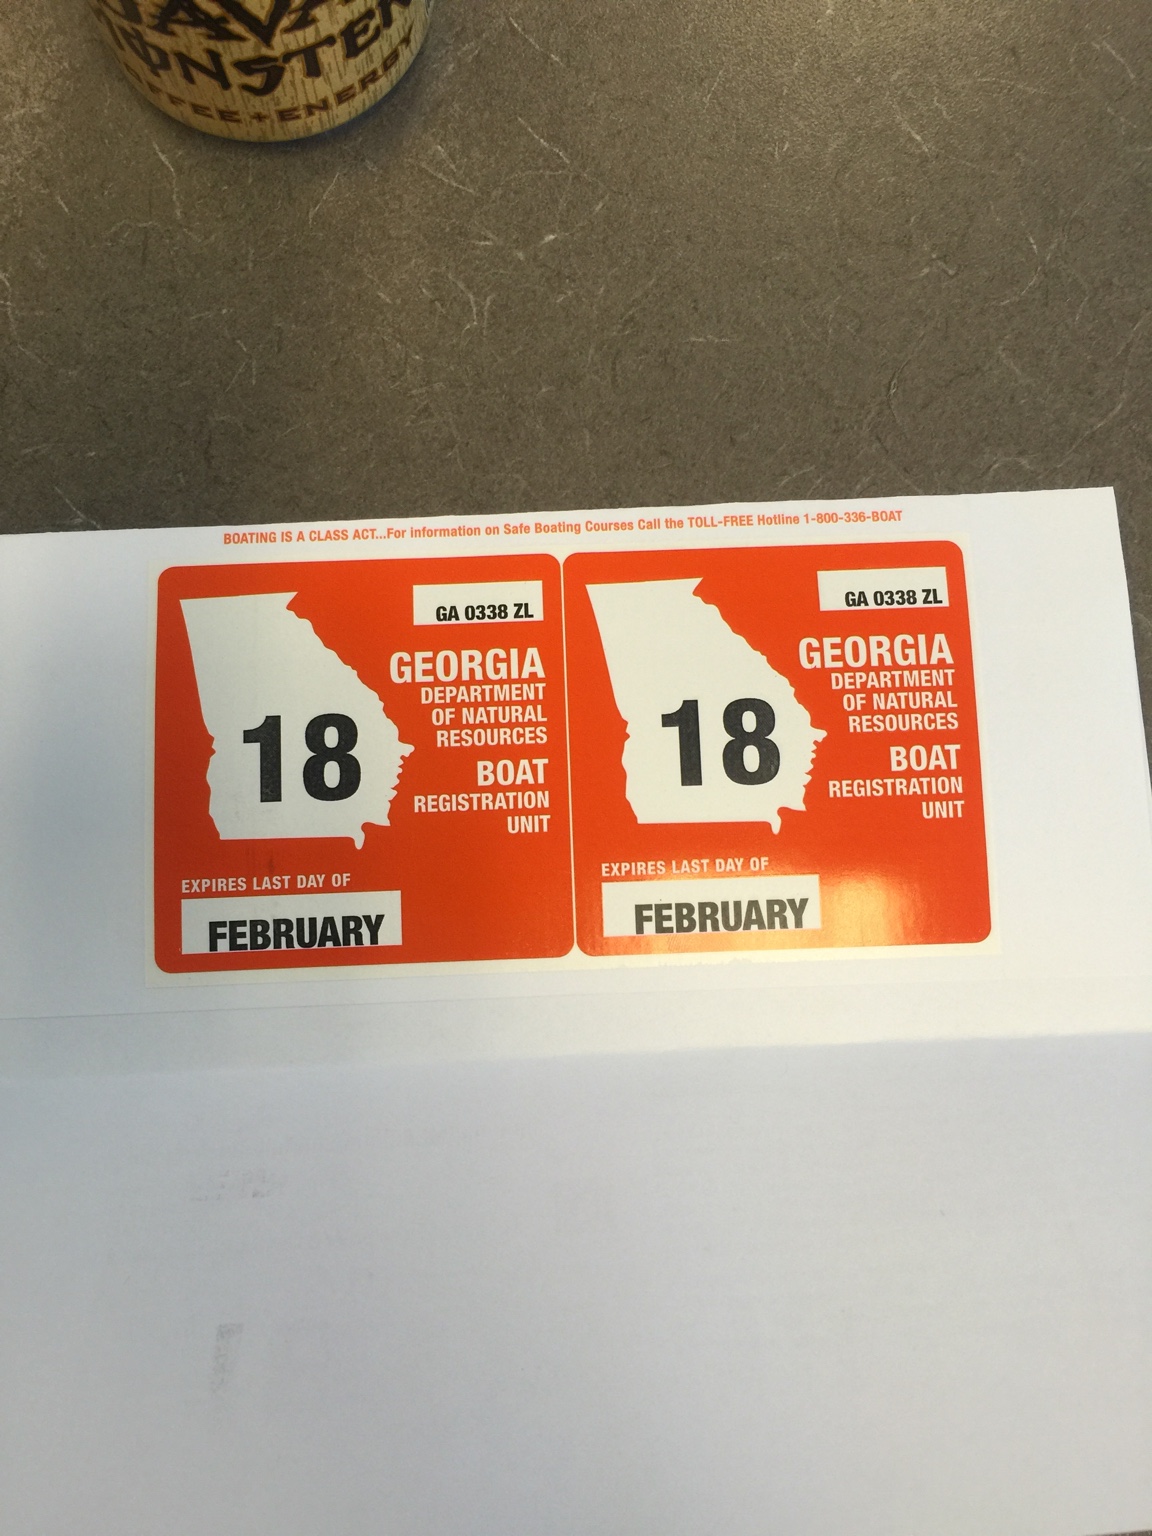 JAVA
MONSTER
COFFEE + ENERGY
BOATING IS A CLASS ACT...For information on Safe Boating Courses Call the TOLL-FREE Hotline 1-800-336-BOAT
GA 0338 ZL
GEORGIA
DEPARTMENT
OF NATURAL
RESOURCES
18
BOAT
REGISTRATION
UNIT
EXPIRES LAST DAY OF
FEBRUARY
GA 0338 ZL
GEORGIA
DEPARTMENT
OF NATURAL
RESOURCES
18
BOAT
REGISTRATION
UNIT
EXPIRES LAST DAY OF
FEBRUARY